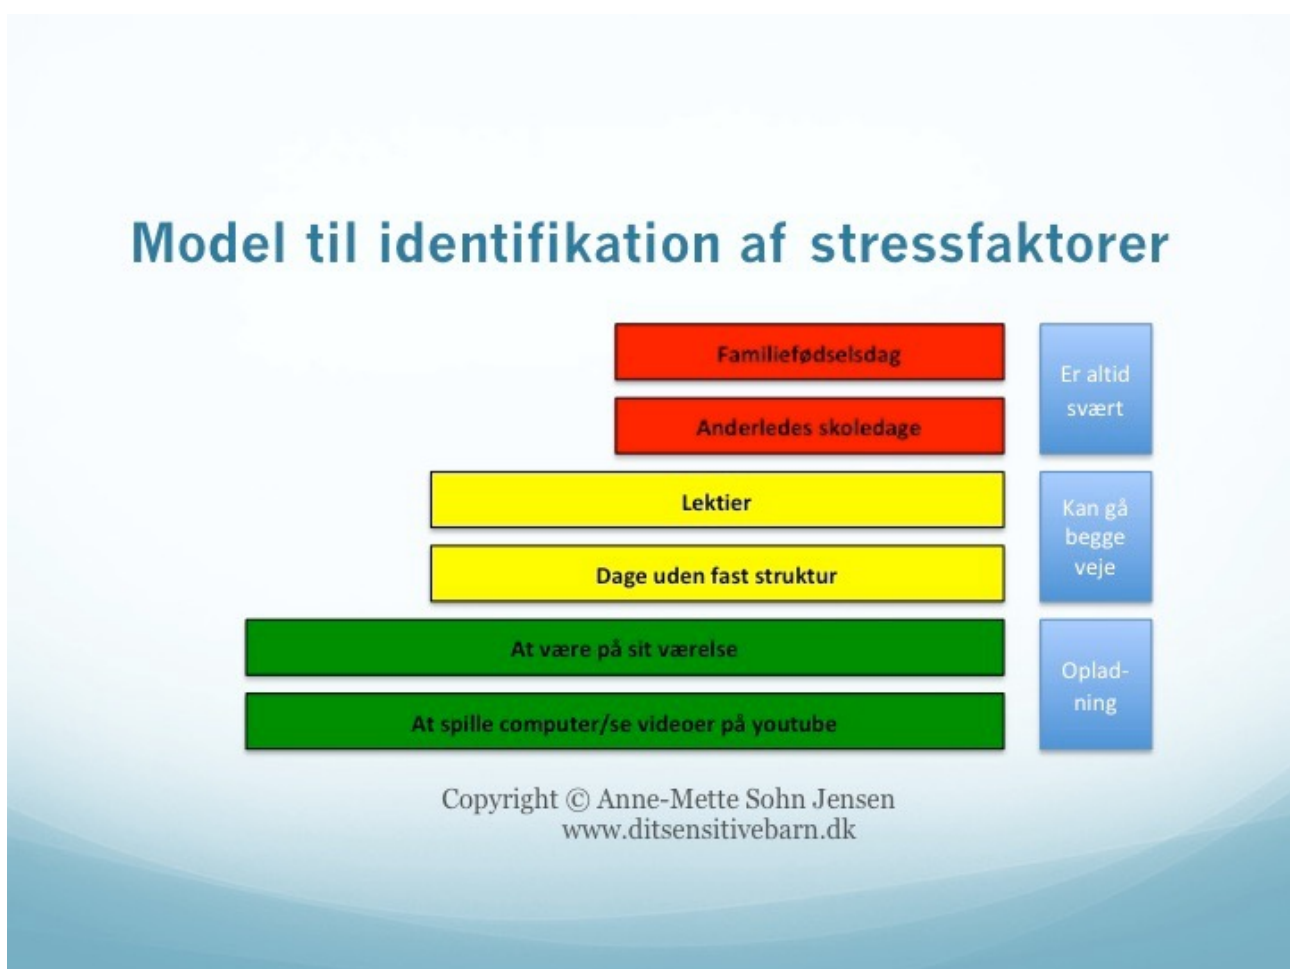 Model til identifikation af stressfaktorer
Familiefødselsdag
Anderledes skoledage
Er altid
svært
Lektier
Dage uden fast struktur
Kan gå
begge
veje
At være på sit værelse
At spille computer/se videoer på youtube
Oplad-
ning
Copyright © Anne-Mette Sohn Jensen
www.ditsensitivebarn.dk